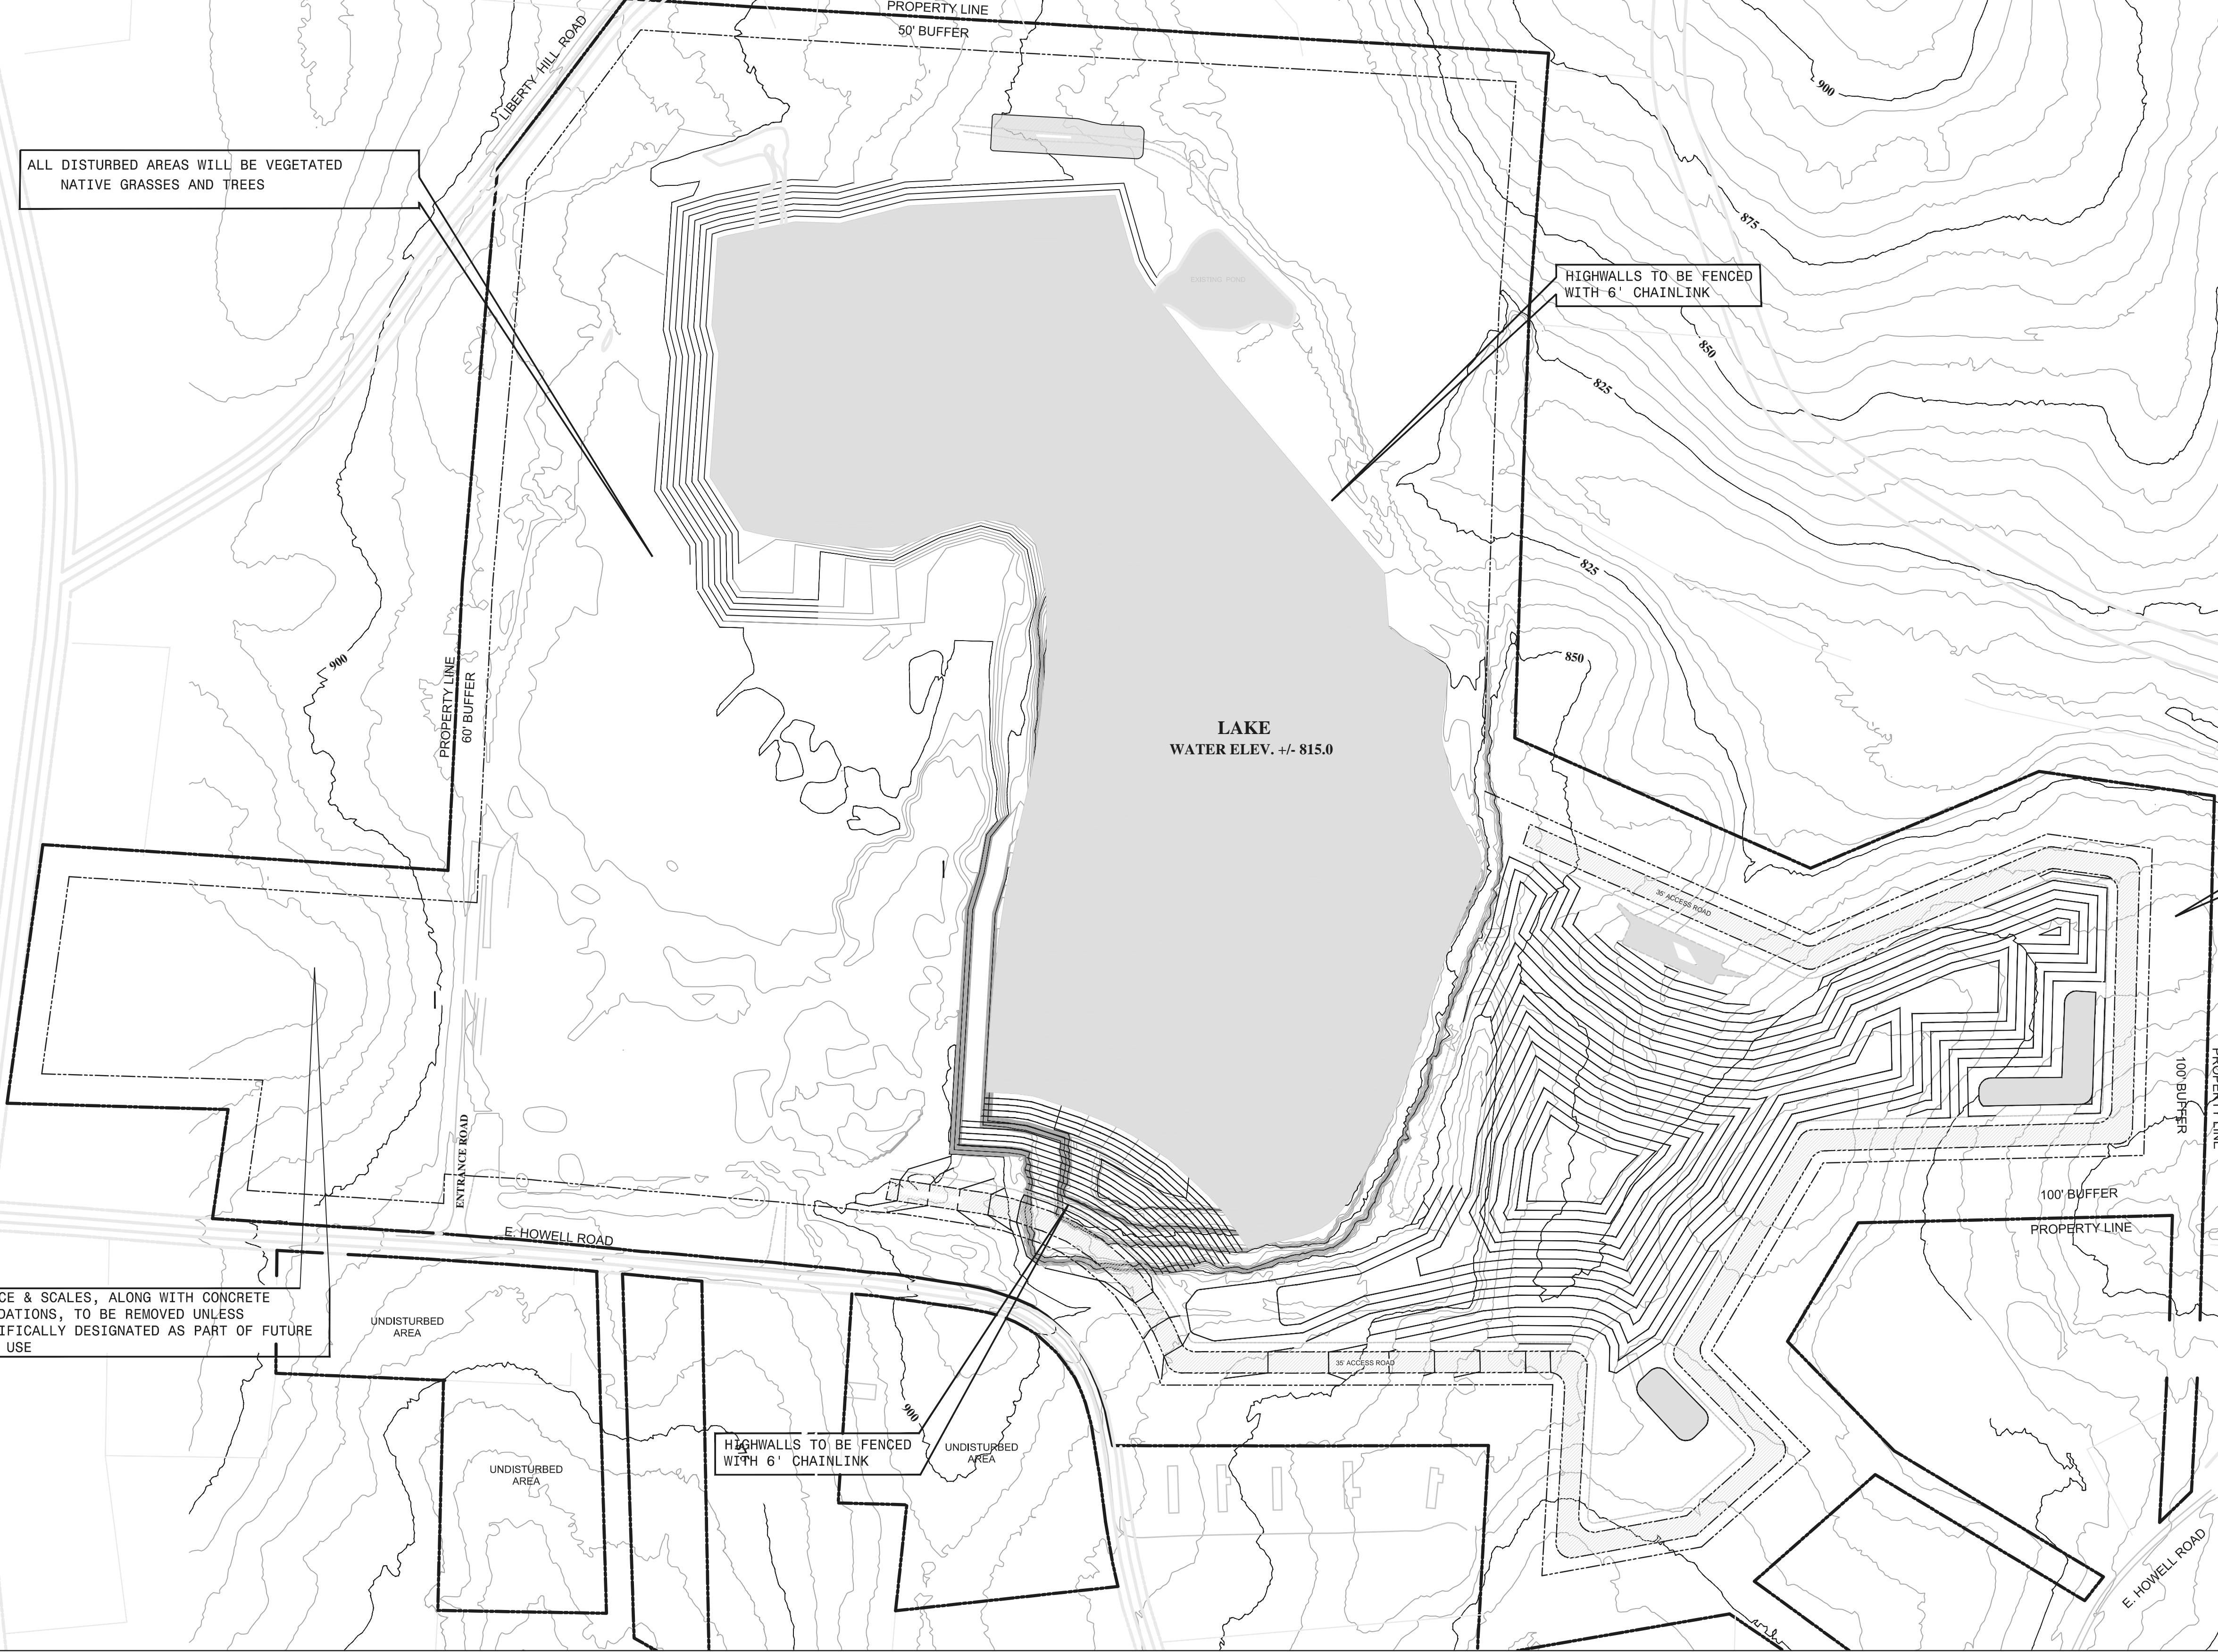 PROPERTY LINE
50' BUFFER
LIBERTY HILL ROAD
900
ALL DISTURBED AREAS WILL BE VEGETATED
NATIVE GRASSES AND TREES
875
EXISTING POND
HIGHWALLS TO BE FENCED
WITH 6' CHAINLINK
850
825
825
900
PROPERTY LINE
60' BUFFER
850
LAKE
WATER ELEV. +/- 815.0
35' ACCESS ROAD
100' BUFFER
PROPERTY LINE
ENTRANCE ROAD
100' BUFFER
PROPERTY LINE
E. HOWELL ROAD
CE & SCALES, ALONG WITH CONCRETE
DATIONS, TO BE REMOVED UNLESS
IFICALLY DESIGNATED AS PART OF FUTURE
USE
UNDISTURBED
AREA
35' ACCESS ROAD
900
HIGHWALLS TO BE FENCED
WITH 6' CHAINLINK
UNDISTURBED
AREA
UNDISTURBED
AREA
E. HOWELL ROAD